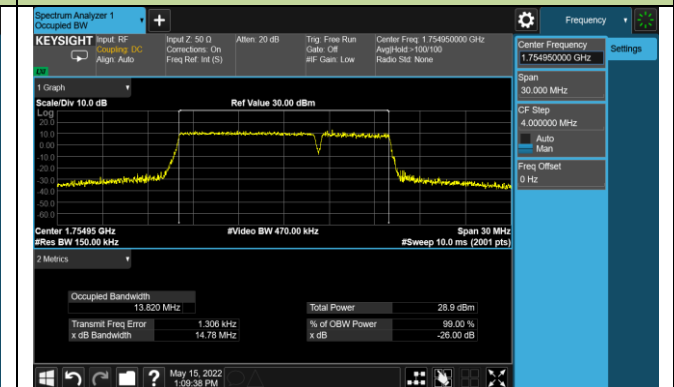 Spectrum Analyzer 1
Occupied BW
Frequency
KEYSIGHT
Input: RF
Coupling: DC
Align: Auto
Input Z: 50 Ω
Corrections: On
Freq Ref: Int (S)
Atten: 20 dB
Trig: Free Run
Gate: Off
#IF Gain: Low
Center Freq: 1.754950000 GHz
Avg|Hold:>100/100
Radio Std: None
Center Frequency
1.754950000 GHz
Settings
Span
30.000 MHz
CF Step
4.000000 MHz
Auto
Man
Freq Offset
0 Hz
1 Graph
Scale/Div 10.0 dB
Ref Value 30.00 dBm
Log
20.0
10.0
0.00
-10.0
-20.0
-30.0
-40.0
-50.0
-60.0
Center 1.75495 GHz
#Video BW 470.00 kHz
Span 30 MHz
#Res BW 150.00 kHz
#Sweep 10.0 ms (2001 pts)
2 Metrics
Occupied Bandwidth
13.820 MHz
Total Power
28.9 dBm
Transmit Freq Error
1.306 kHz
% of OBW Power
99.00 %
x dB Bandwidth
14.78 MHz
x dB
-26.00 dB
May 15, 2022
1:09:38 PM